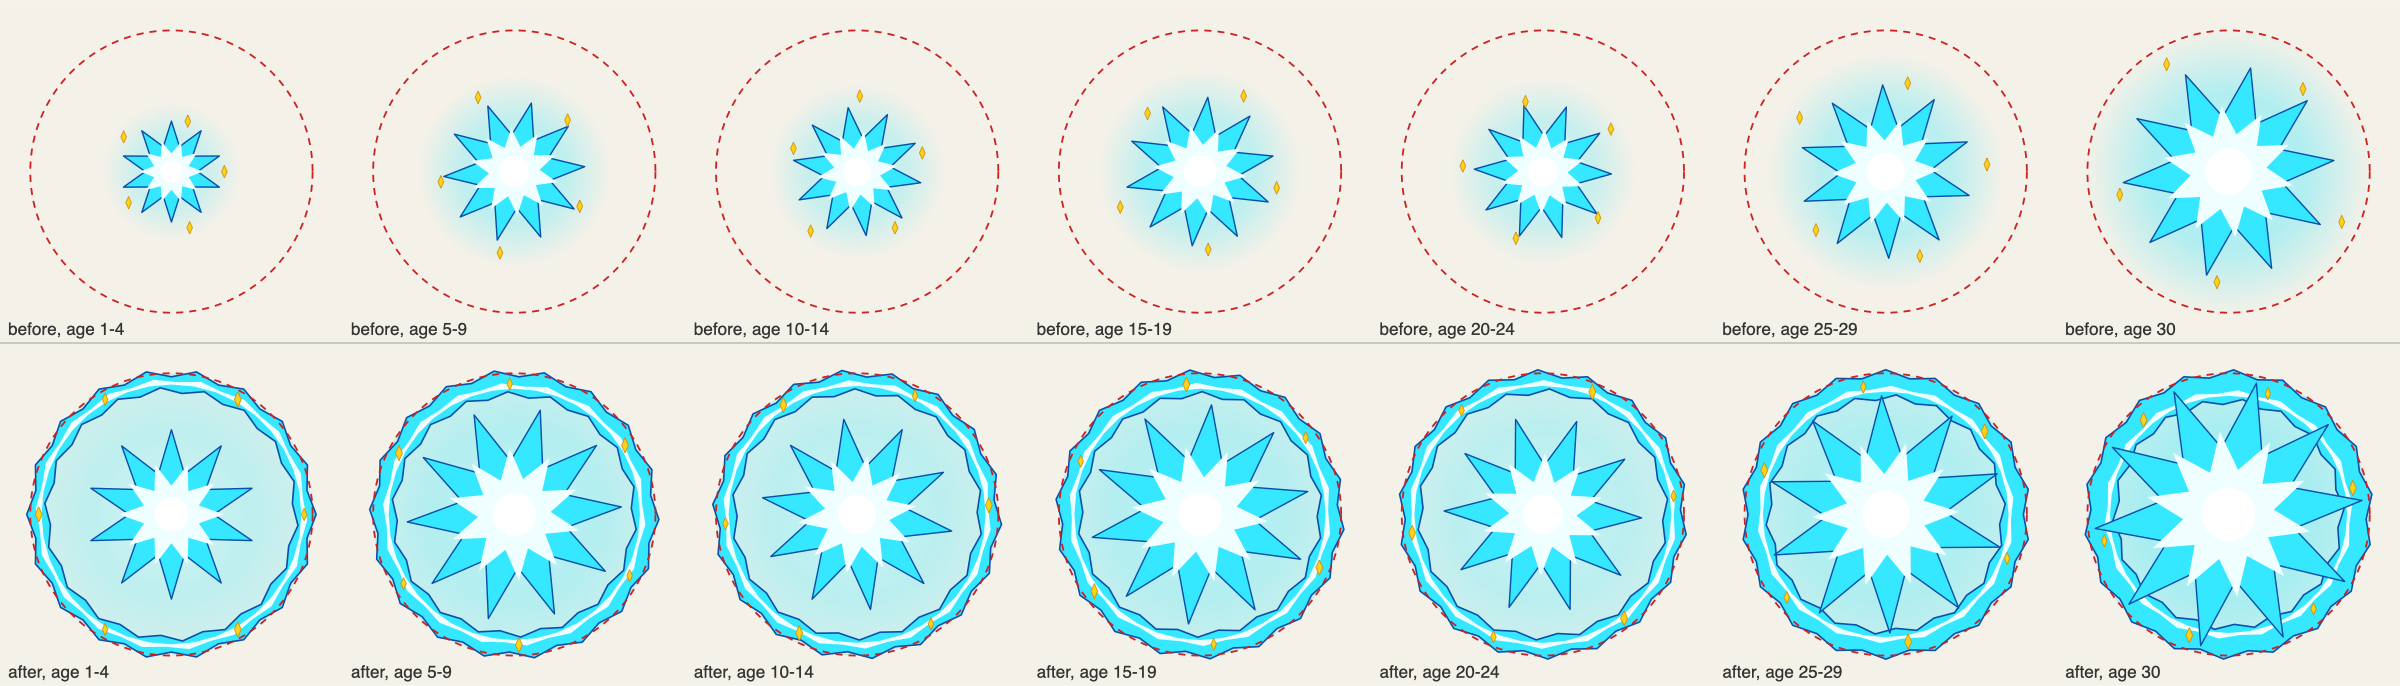 before, age 1-4
before, age 5-9
before, age 10-14
before, age 15-19
before, age 20-24
before, age 25-29
before, age 30
after, age 1-4
after, age 5-9
after, age 10-14
after, age 15-19
after, age 20-24
after, age 25-29
after, age 30